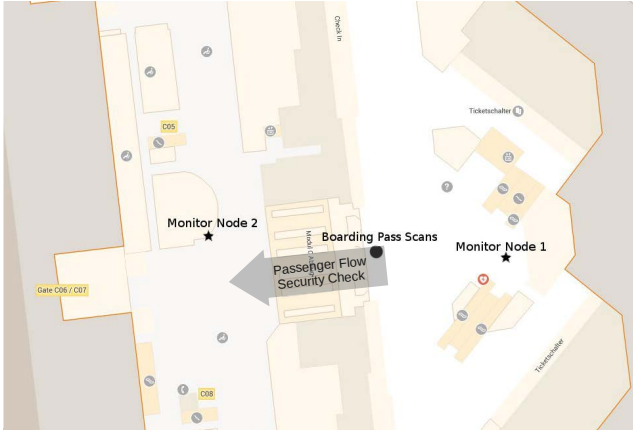 Check In
Ticketschalter
C05
Monitor Node 2
Boarding Pass Scans
Monitor Node 1
Passenger Flow
Security Check
Gate C06 / C07
Ticketschalter
C08